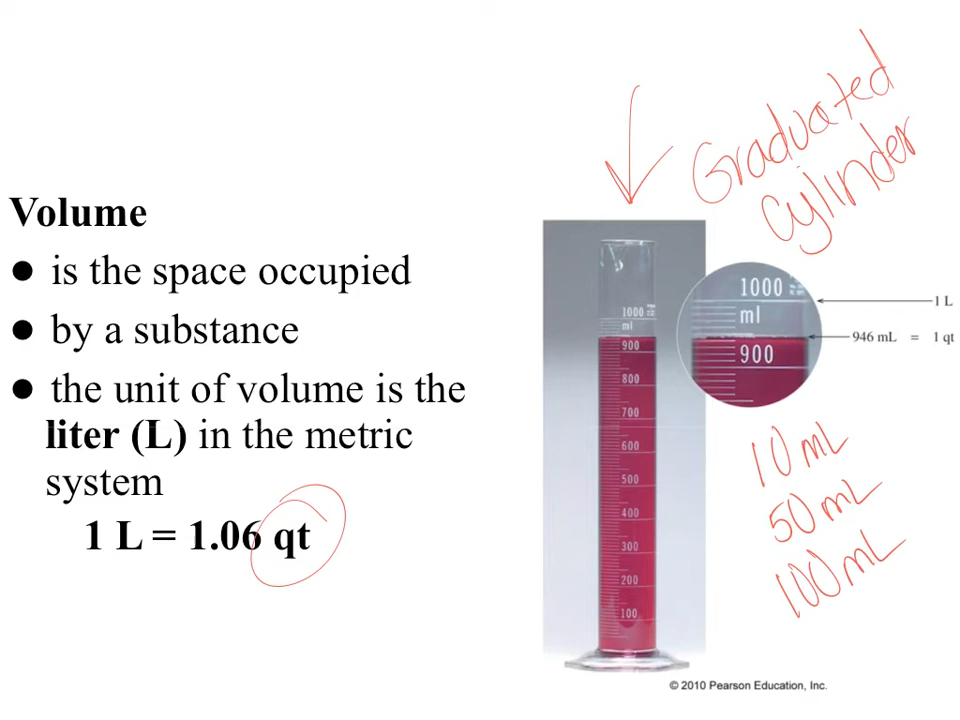 Graduated
cylinder
Volume
● is the space occupied
● by a substance
● the unit of volume is the
liter (L) in the metric
system
1 L = 1.06 qt
1000
ml
900
800
700
600
500
400
300
200
100
1000
ml
900
1 L
946 mL = 1 qt
10 mL
50 mL
100 mL
© 2010 Pearson Education, Inc.